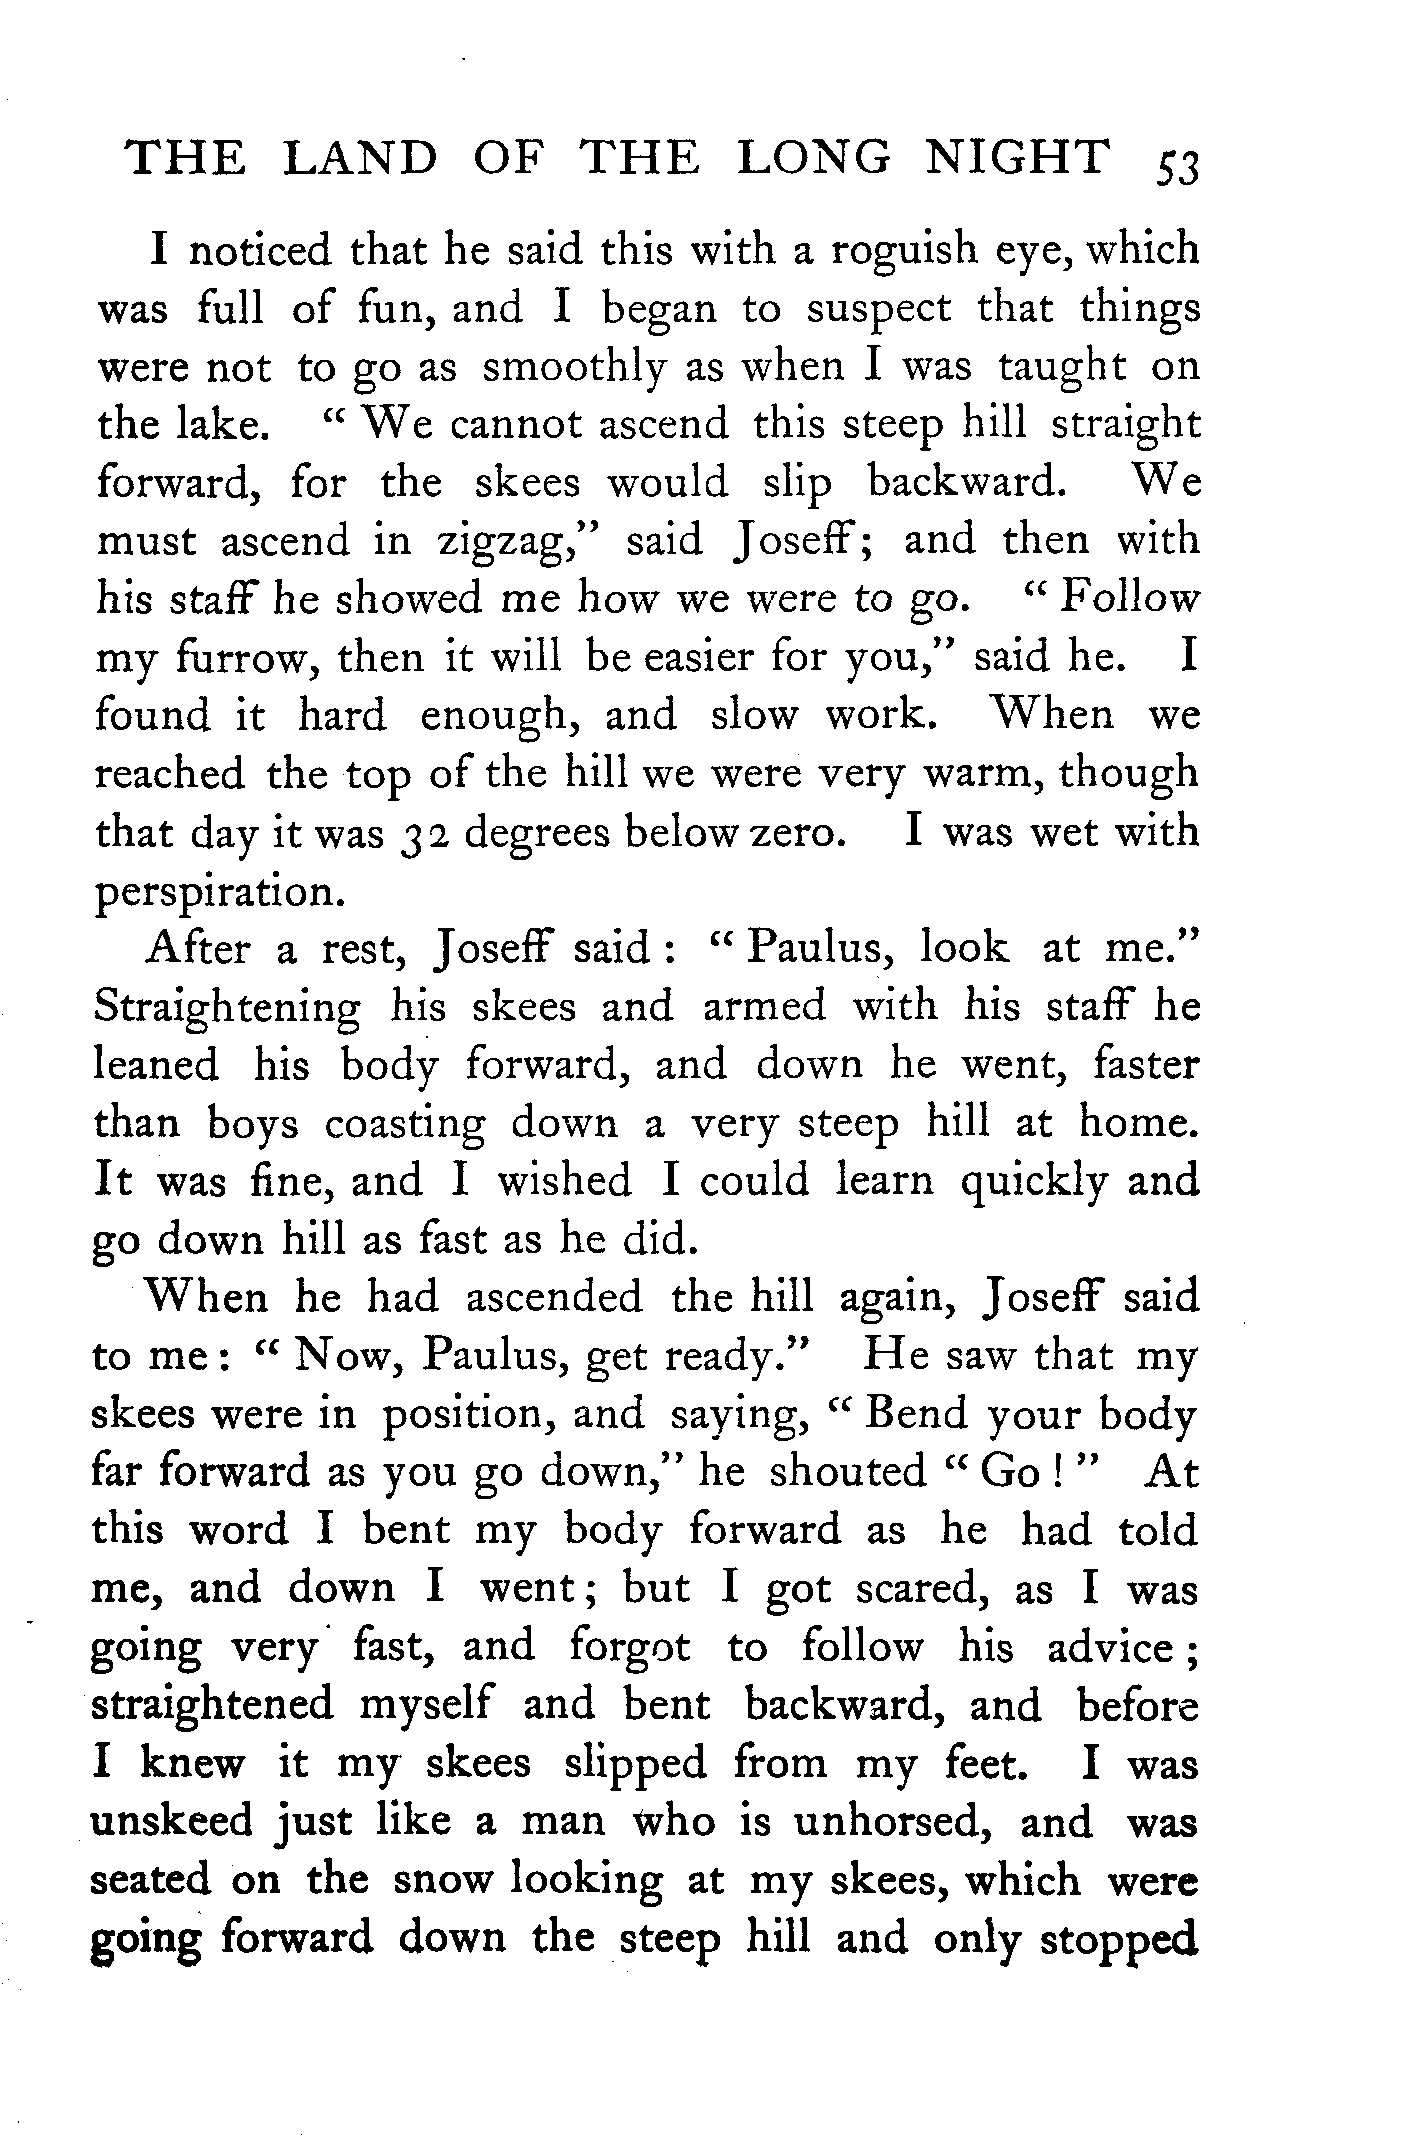 THE LAND OF THE LONG NIGHT 53
I noticed that he said this with a roguish eye, which
was full of fun, and I began to suspect that things
were not to go as smoothly as when I was taught on
the lake. “ We cannot ascend this steep hill straight
forward, for the skees would slip backward. We
must ascend in zigzag,” said Joseff; and then with
his staff he showed me how we were to go. “ Follow
my furrow, then it will be easier for you,” said he. I
found it hard enough, and slow work. When we
reached the top of the hill we were very warm, though
that day it was 32 degrees below zero. I was wet with
perspiration.
After a rest, Joseff said : “ Paulus, look at me.”
Straightening his skees and armed with his staff he
leaned his body forward, and down he went, faster
than boys coasting down a very steep hill at home.
It was fine, and I wished I could learn quickly and
go down hill as fast as he did.
When he had ascended the hill again, Joseff said
to me : “ Now, Paulus, get ready.” He saw that my
skees were in position, and saying, “ Bend your body
far forward as you go down,” he shouted “ Go ! ” At
this word I bent my body forward as he had told
me, and down I went ; but I got scared, as I was
going very fast, and forgot to follow his advice ;
straightened myself and bent backward, and before
I knew it my skees slipped from my feet. I was
unskeed just like a man who is unhorsed, and was
seated on the snow looking at my skees, which were
going forward down the steep hill and only stopped